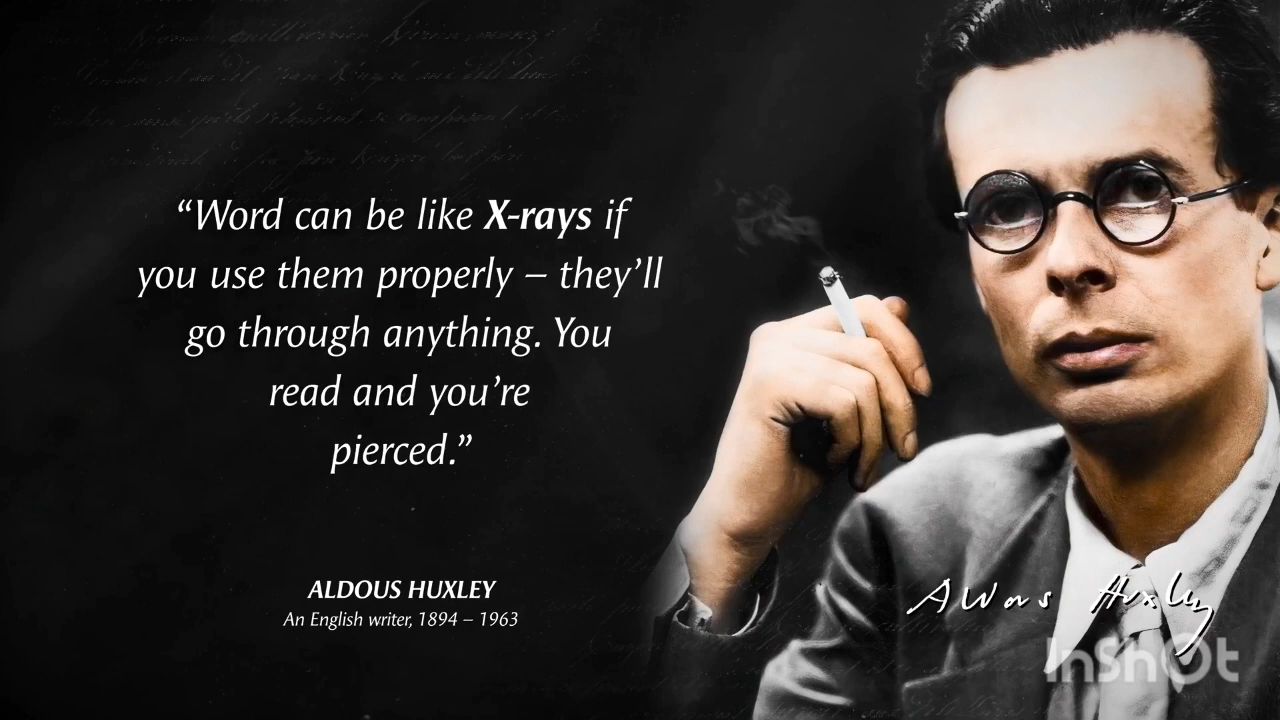 “Word can be like X-rays if
you use them properly – they’ll
go through anything. You
read and you’re
pierced.”
ALDOUS HUXLEY
An English writer, 1894 – 1963
Huxley
InShOt